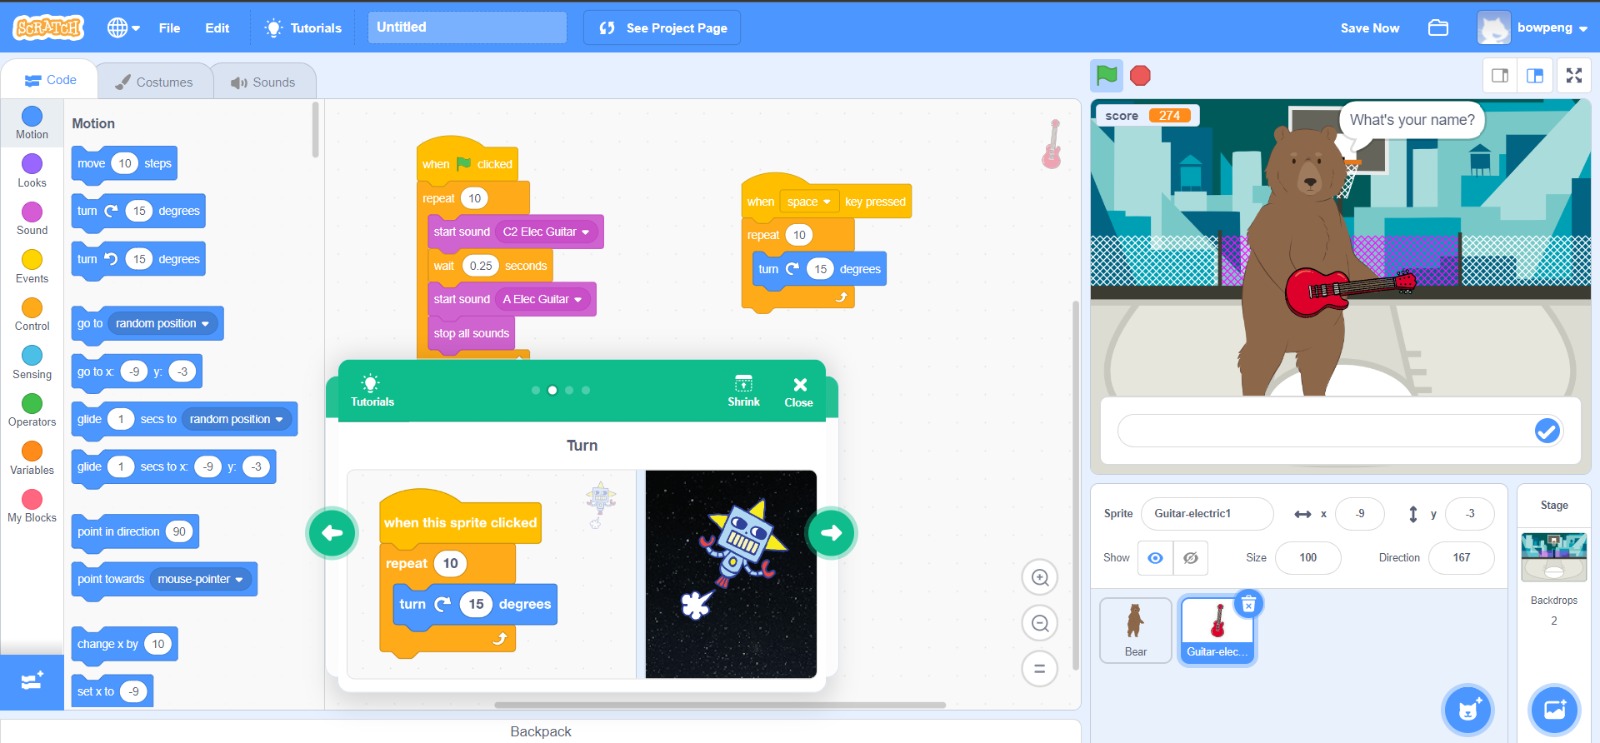 SCRATCH
File
Edit
Tutorials
Untitled
See Project Page
Save Now
bowpeng
Code
Costumes
Sounds
Motion
Looks
Sound
Events
Control
Sensing
Operators
Variables
My Blocks
Motion
move 10 steps
turn 15 degrees
turn 15 degrees
go to random position
go to x: -9 y: -3
glide 1 secs to random position
glide 1 secs to x: -9 y: -3
point in direction 90
point towards mouse-pointer
change x by 10
set x to -9
when clicked
repeat 10
start sound C2 Elec Guitar
wait 0.25 seconds
start sound A Elec Guitar
stop all sounds
when space key pressed
repeat 10
turn 15 degrees
Tutorials
Shrink
Close
Turn
when this sprite clicked
repeat 10
turn 15 degrees
Backpack
score 274
What's your name?
Sprite Guitar-electric1 x -9 y -3
Show Size 100 Direction 167
Bear
Guitar-elec...
Stage
Backdrops
2